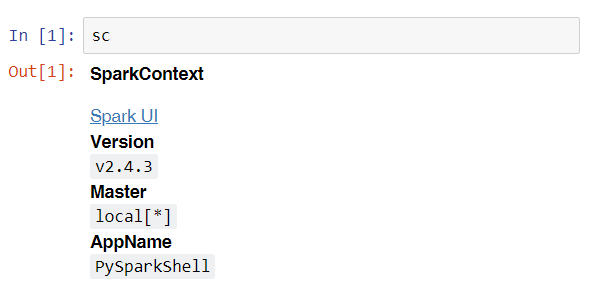 In [1]: sc
Out[1]: SparkContext
Spark UI
Version
v2.4.3
Master
local[*]
AppName
PySparkShell